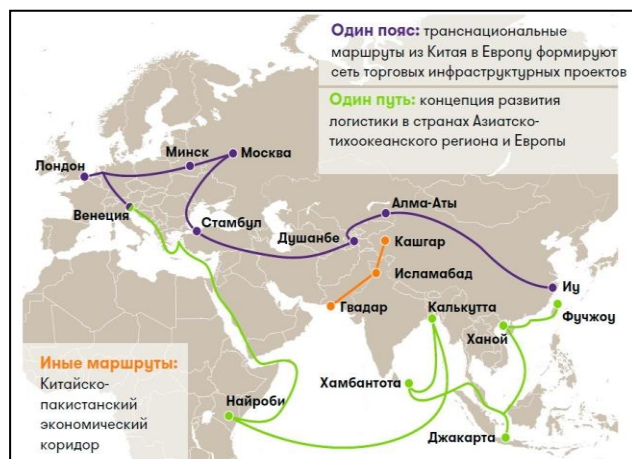 Один пояс: транснациональные
маршруты из Китая в Европу формируют
сеть торговых инфраструктурных проектов
Один путь: концепция развития
логистики в странах Азиатско-
тихоокеанского региона и Европы
Лондон
Минск
Москва
Венеция
Стамбул
Душанбе
Алма-Аты
Кашгар
Исламабад
Гвадар
Калькутта
Иу
Фучжоу
Ханой
Хамбантота
Найроби
Джакарта
Иные маршруты:
Китайско-
пакистанский
экономический
коридор